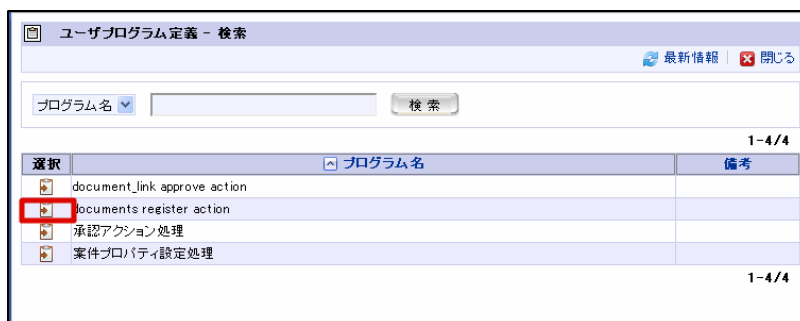 ユーザプログラム定義 - 検索
最新情報 閉じる
プログラム名 検索
1-4/4
選択 プログラム名 備考
document_link approve action
documents register action
承認アクション処理
案件プロパティ設定処理
1-4/4